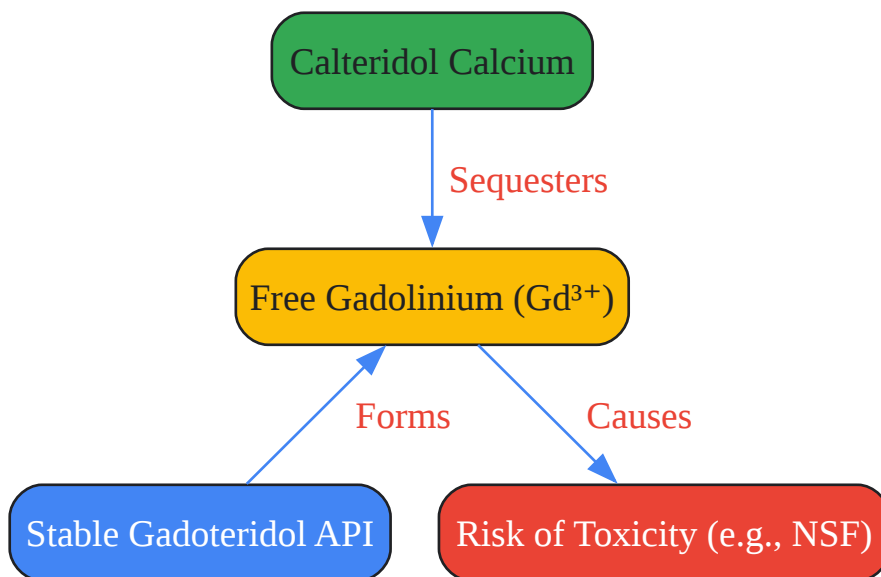 Calteridol Calcium
Sequesters
Free Gadolinium (Gd³⁺)
Forms
Causes
Stable Gadoteridol API
Risk of Toxicity (e.g., NSF)